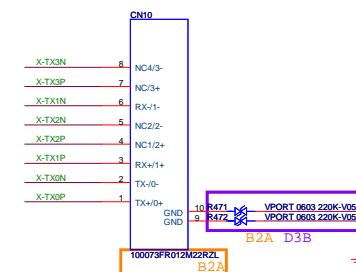 CN10
X-TX3N 8 NC4/3-
X-TX3P 7 NC/3+
X-TX1N 6 RX-/1-
X-TX2N 5 NC2/2-
X-TX2P 4 NC1/2+
X-TX1P 3 RX+/1+
X-TX0N 2 TX-/0-
X-TX0P 1 TX+/0+
GND 10 R471 VPORT 0603 220K-V05
GND 9 R472 VPORT 0603 220K-V05
B2A D3B
100073FR012M22RZL
B2A